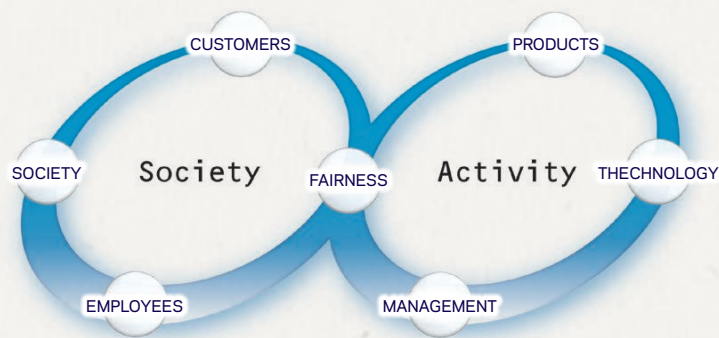 CUSTOMERS
PRODUCTS
SOCIETY
Society
FAIRNESS
Activity
THECHNOLOGY
EMPLOYEES
MANAGEMENT